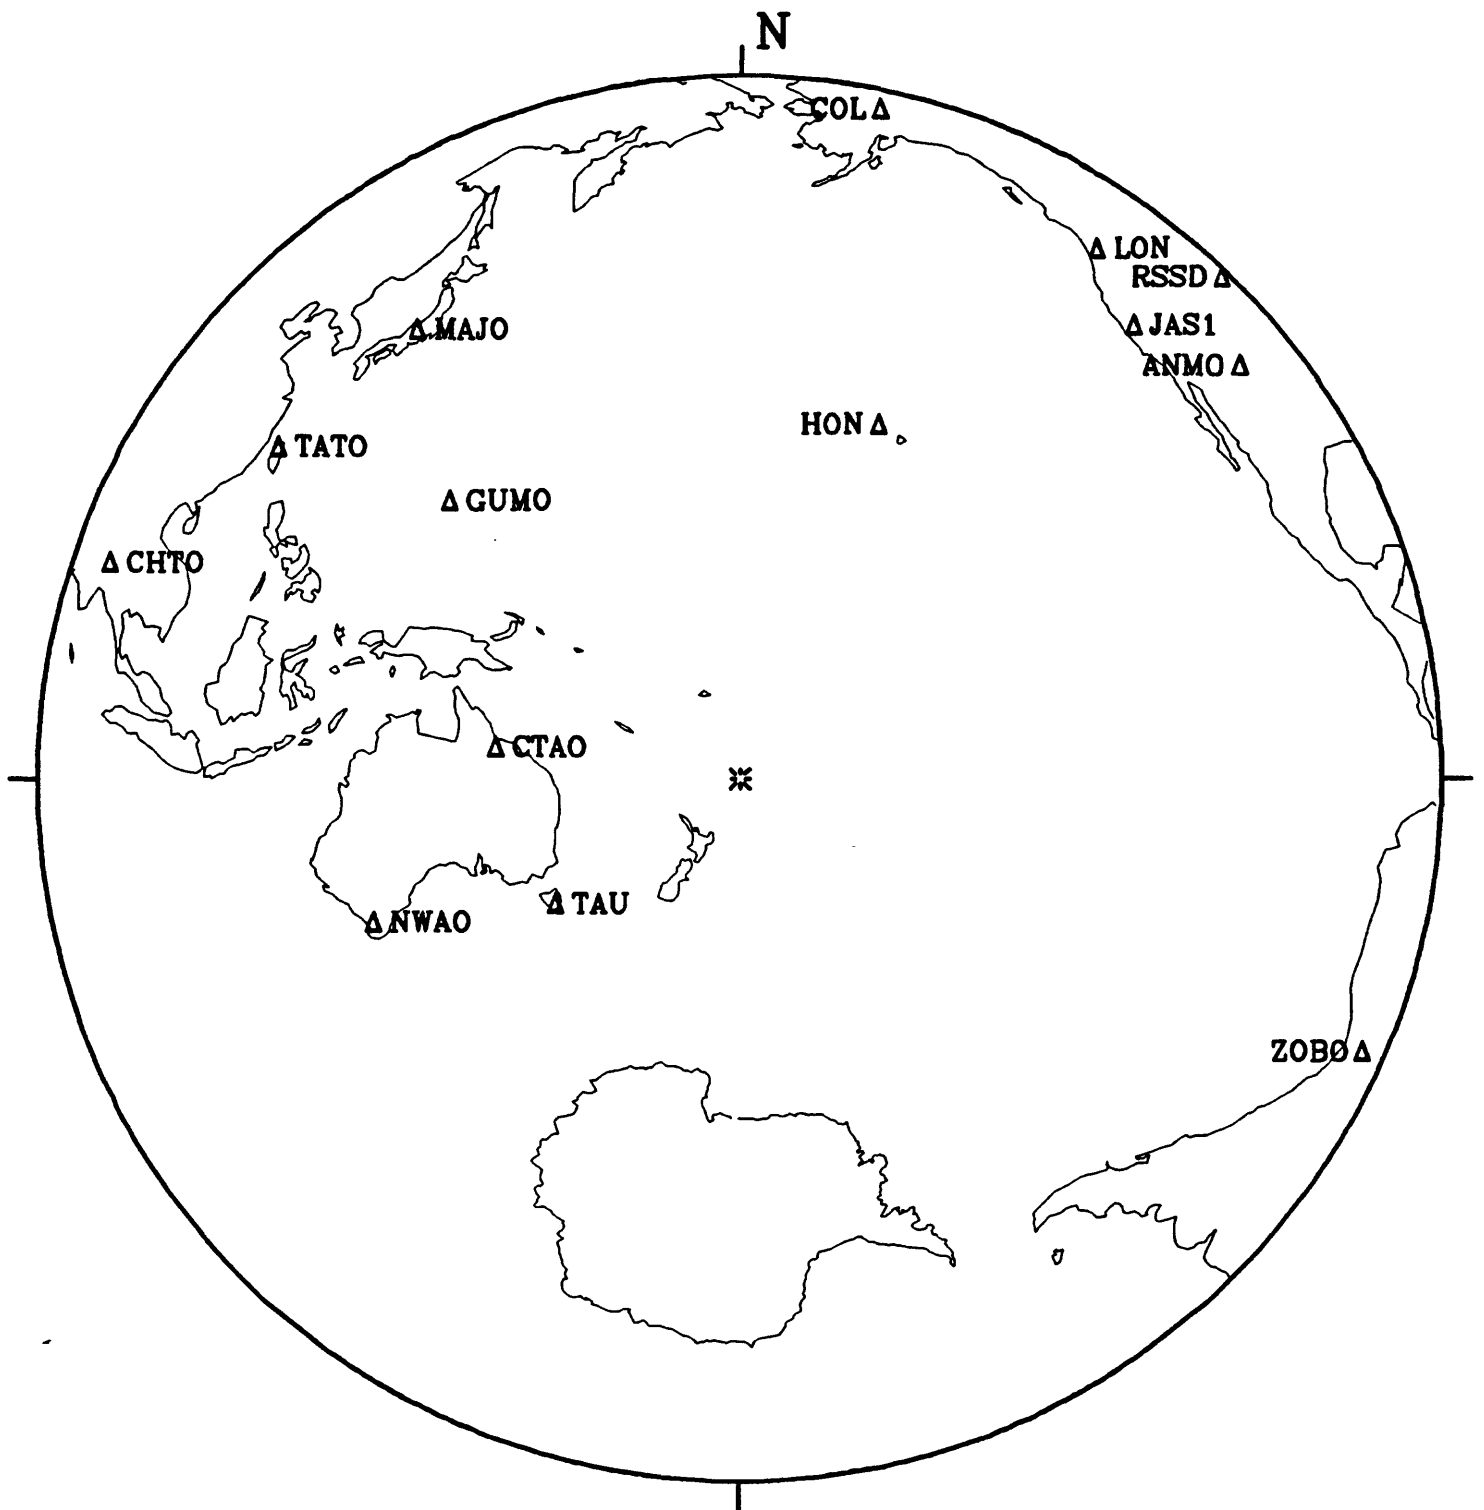 N
COL
LON
RSSD
MAJO
JAS1
ANMO
HON
TATO
GUMO
CHTO
CTAO
TAU
NWAO
ZOBO